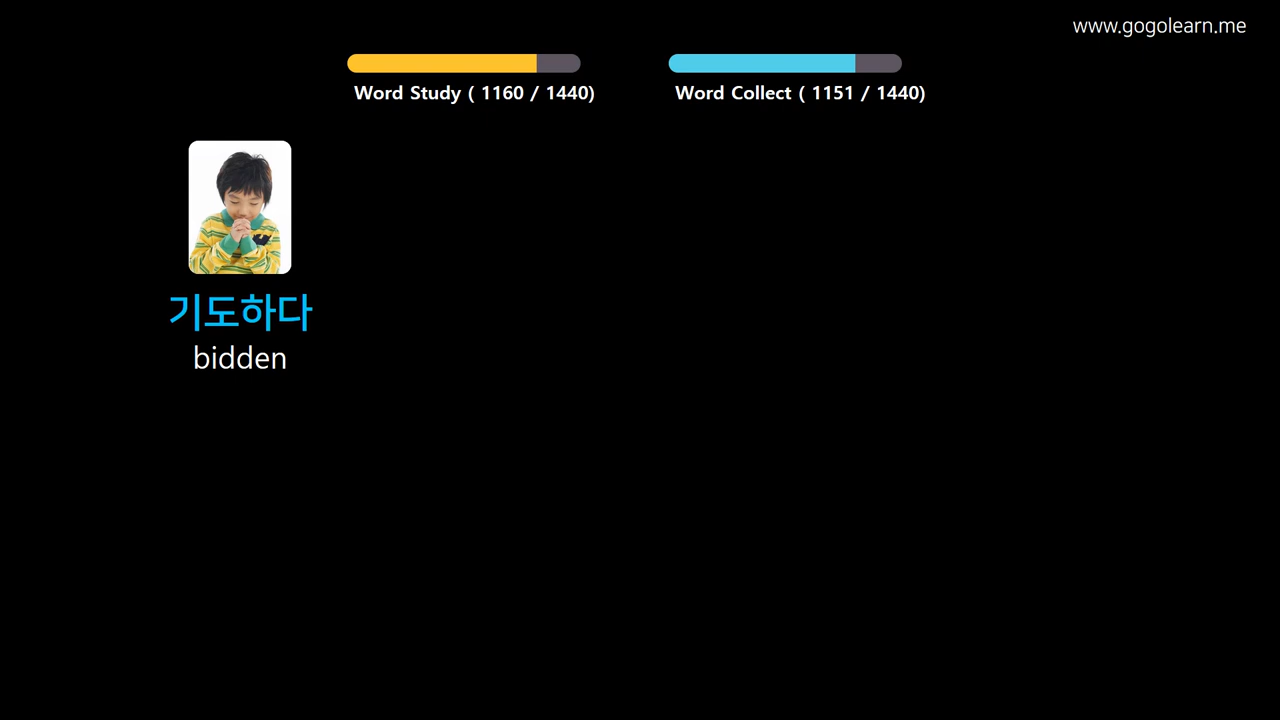 www.gogolearn.me
Word Study ( 1160 / 1440)
Word Collect ( 1151 / 1440)
기도하다
bidden